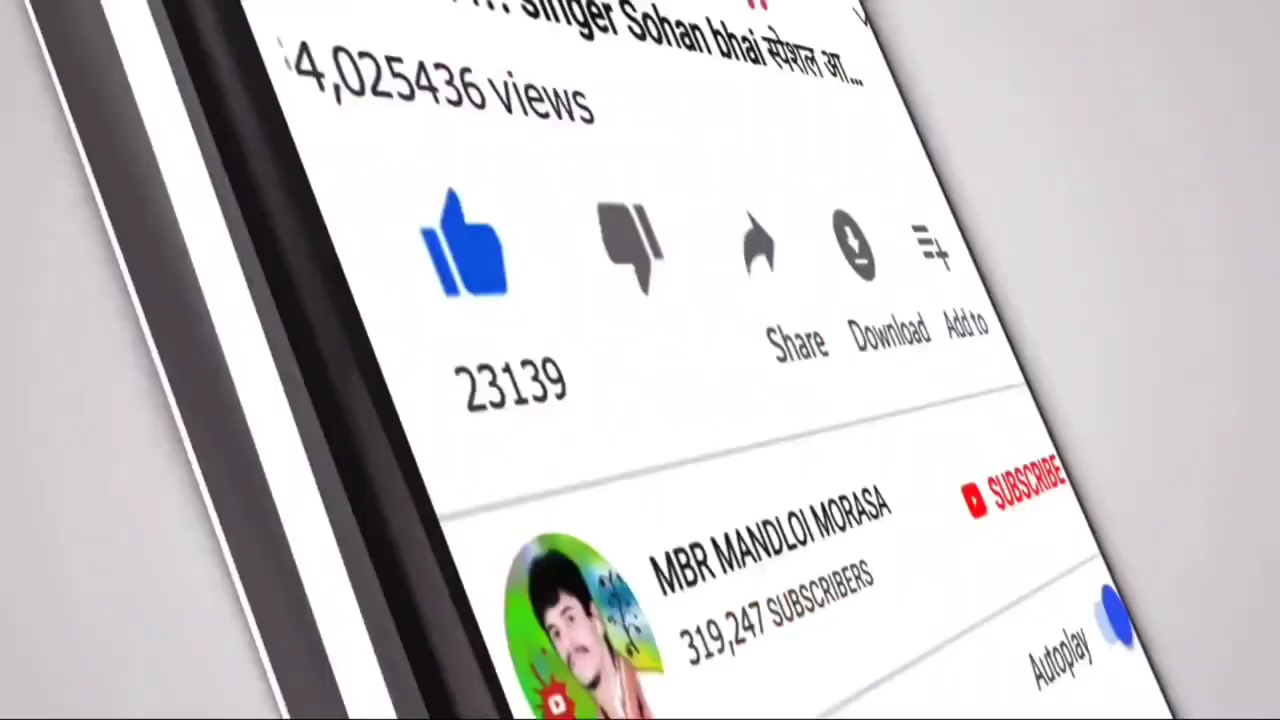 Singer Sohan bhai स्पेशल आ...
4,025436 views
Share Download Add to
23139
MBR MANDLOI MORASA
SUBSCRIBE
319,247 SUBSCRIBERS
Autoplay